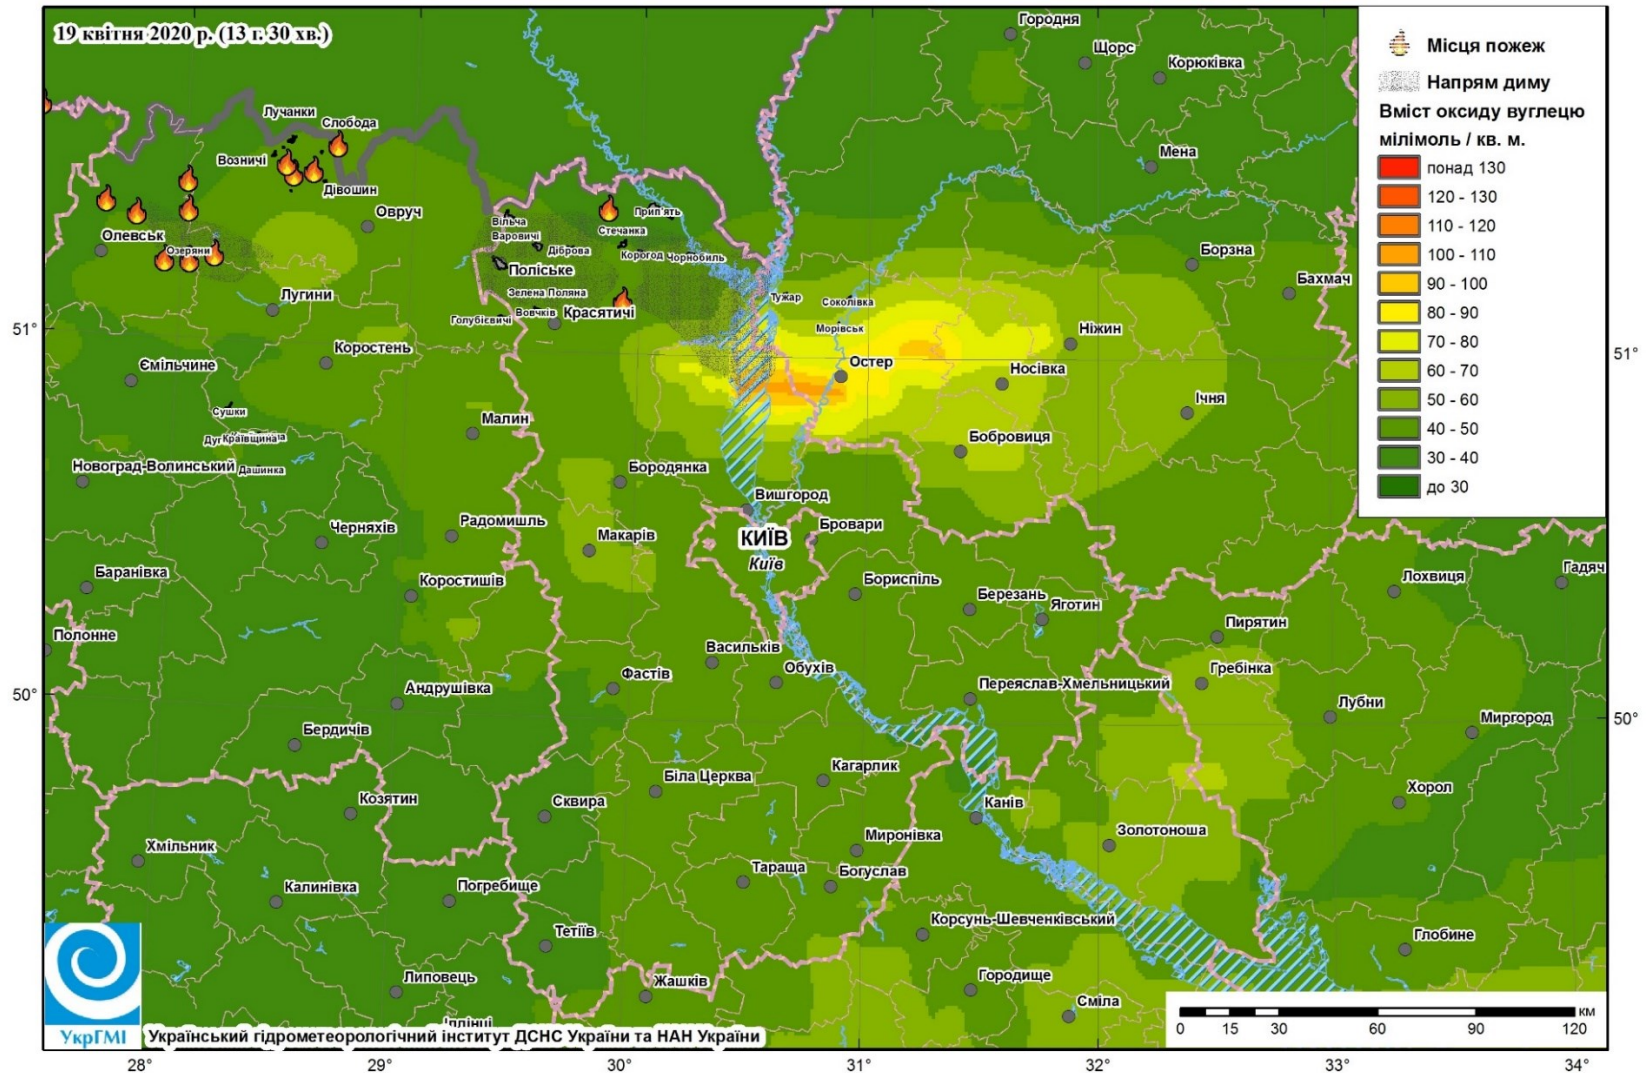 19 квітня 2020 р. (13 г. 30 хв.)
Городня
Щорс
Корюківка
Місця пожеж
Напрям диму
Вміст оксиду вуглецю
мілімоль / кв. м.
понад 130
120 - 130
110 - 120
100 - 110
90 - 100
80 - 90
70 - 80
60 - 70
50 - 60
40 - 50
30 - 40
до 30
Лучанки
Слобода
Возничі
Дівошин
Мена
Овруч
Олевськ
Озеряни
Вільча
Варовичі
Прип'ять
Стечанка
Діброва
Корогод
Чорнобиль
Поліське
Борзна
Бахмач
Лугини
Зелена Поляна
Вовчків
Голубієвичі
Красятичі
Тужар
Соколівка
Морівськ
Ніжин
51°
51°
Коростень
Ємільчине
Остер
Носівка
Ічня
Сушки
Краївщина
Малин
Бобровиця
Новоград-Волинський
Дашинка
Бородянка
Вишгород
Черняхів
Радомишль
Макарів
КИЇВ
Київ
Бровари
Баранівка
Коростишів
Бориспіль
Березань
Яготин
Лохвиця
Гадяч
Полонне
Пирятин
Васильків
Обухів
Гребінка
Фастів
Переяслав-Хмельницький
50°
50°
Андрушівка
Лубни
Миргород
Бердичів
Біла Церква
Кагарлик
Козятин
Сквира
Канів
Хорол
Хмільник
Миронівка
Золотоноша
Калинівка
Погребище
Тараща
Богуслав
Тетіїв
Корсунь-Шевченківський
Глобине
Липовець
Жашків
Городище
Сміла
Іллінці
км
0 15 30 60 90 120
УкрГМІ
Український гідрометеорологічний інститут ДСНС України та НАН України
28° 29° 30° 31° 32° 33° 34°